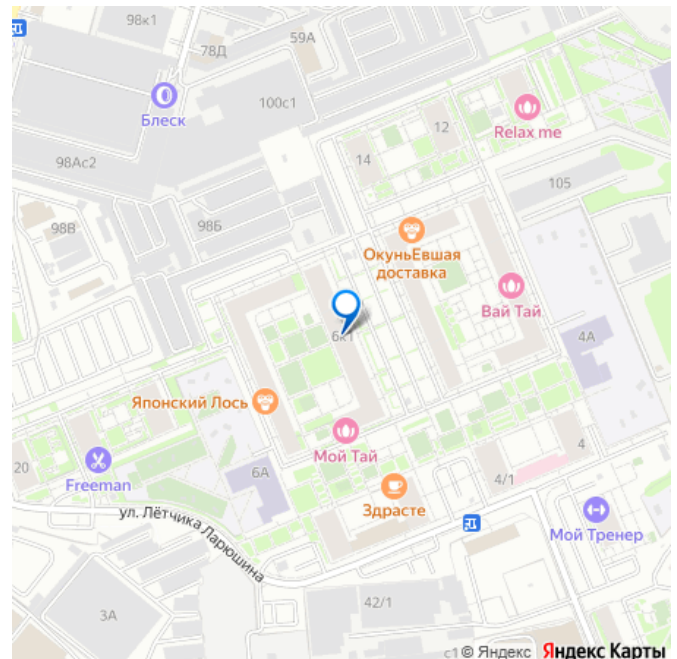 98к1
59А
78Д
Блеск
100с1
12
Relax me
14
98Ас2
105
98В
98Б
ОкуньЕвшая
доставка
Вай Тай
6к1
4А
Японский Лось
Мой Тай
4
20
Freeman
6А
4/1
Здрасте
ул. Лётчика Ларюшина
Мой Тренер
3А
42/1
с1
© Яндекс Яндекс Карты